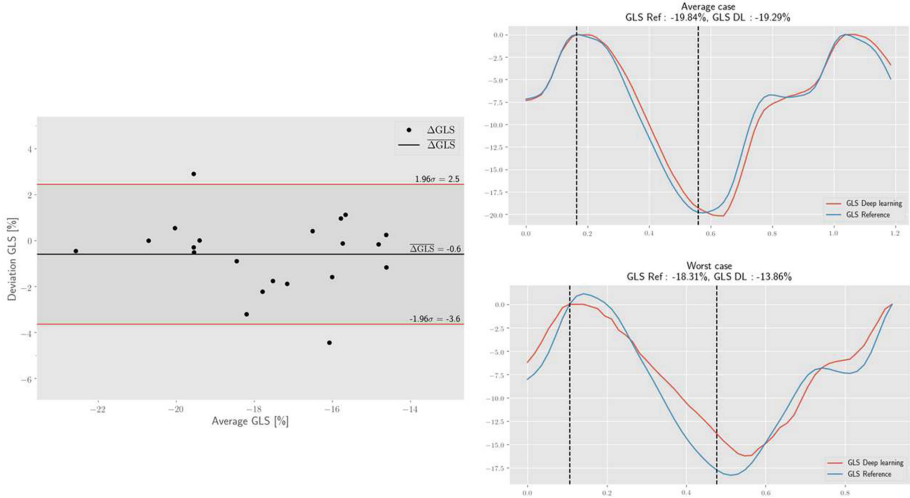 4
2
0
−2
−4
−6
Deviation GLS [%]
ΔGLS
ΔGLS
1.96σ = 2.5
ΔGLS = -0.6
-1.96σ = -3.6
−22
−20
−18
−16
−14
Average GLS [%]
Average case
GLS Ref : -19.84%, GLS DL : -19.29%
0.0
−2.5
−5.0
−7.5
−10.0
−12.5
−15.0
−17.5
−20.0
GLS Deep learning
GLS Reference
0.0
0.2
0.4
0.6
0.8
1.0
1.2
Worst case
GLS Ref : -18.31%, GLS DL : -13.86%
0.0
−2.5
−5.0
−7.5
−10.0
−12.5
−15.0
−17.5
GLS Deep learning
GLS Reference
0.0
0.2
0.4
0.6
0.8